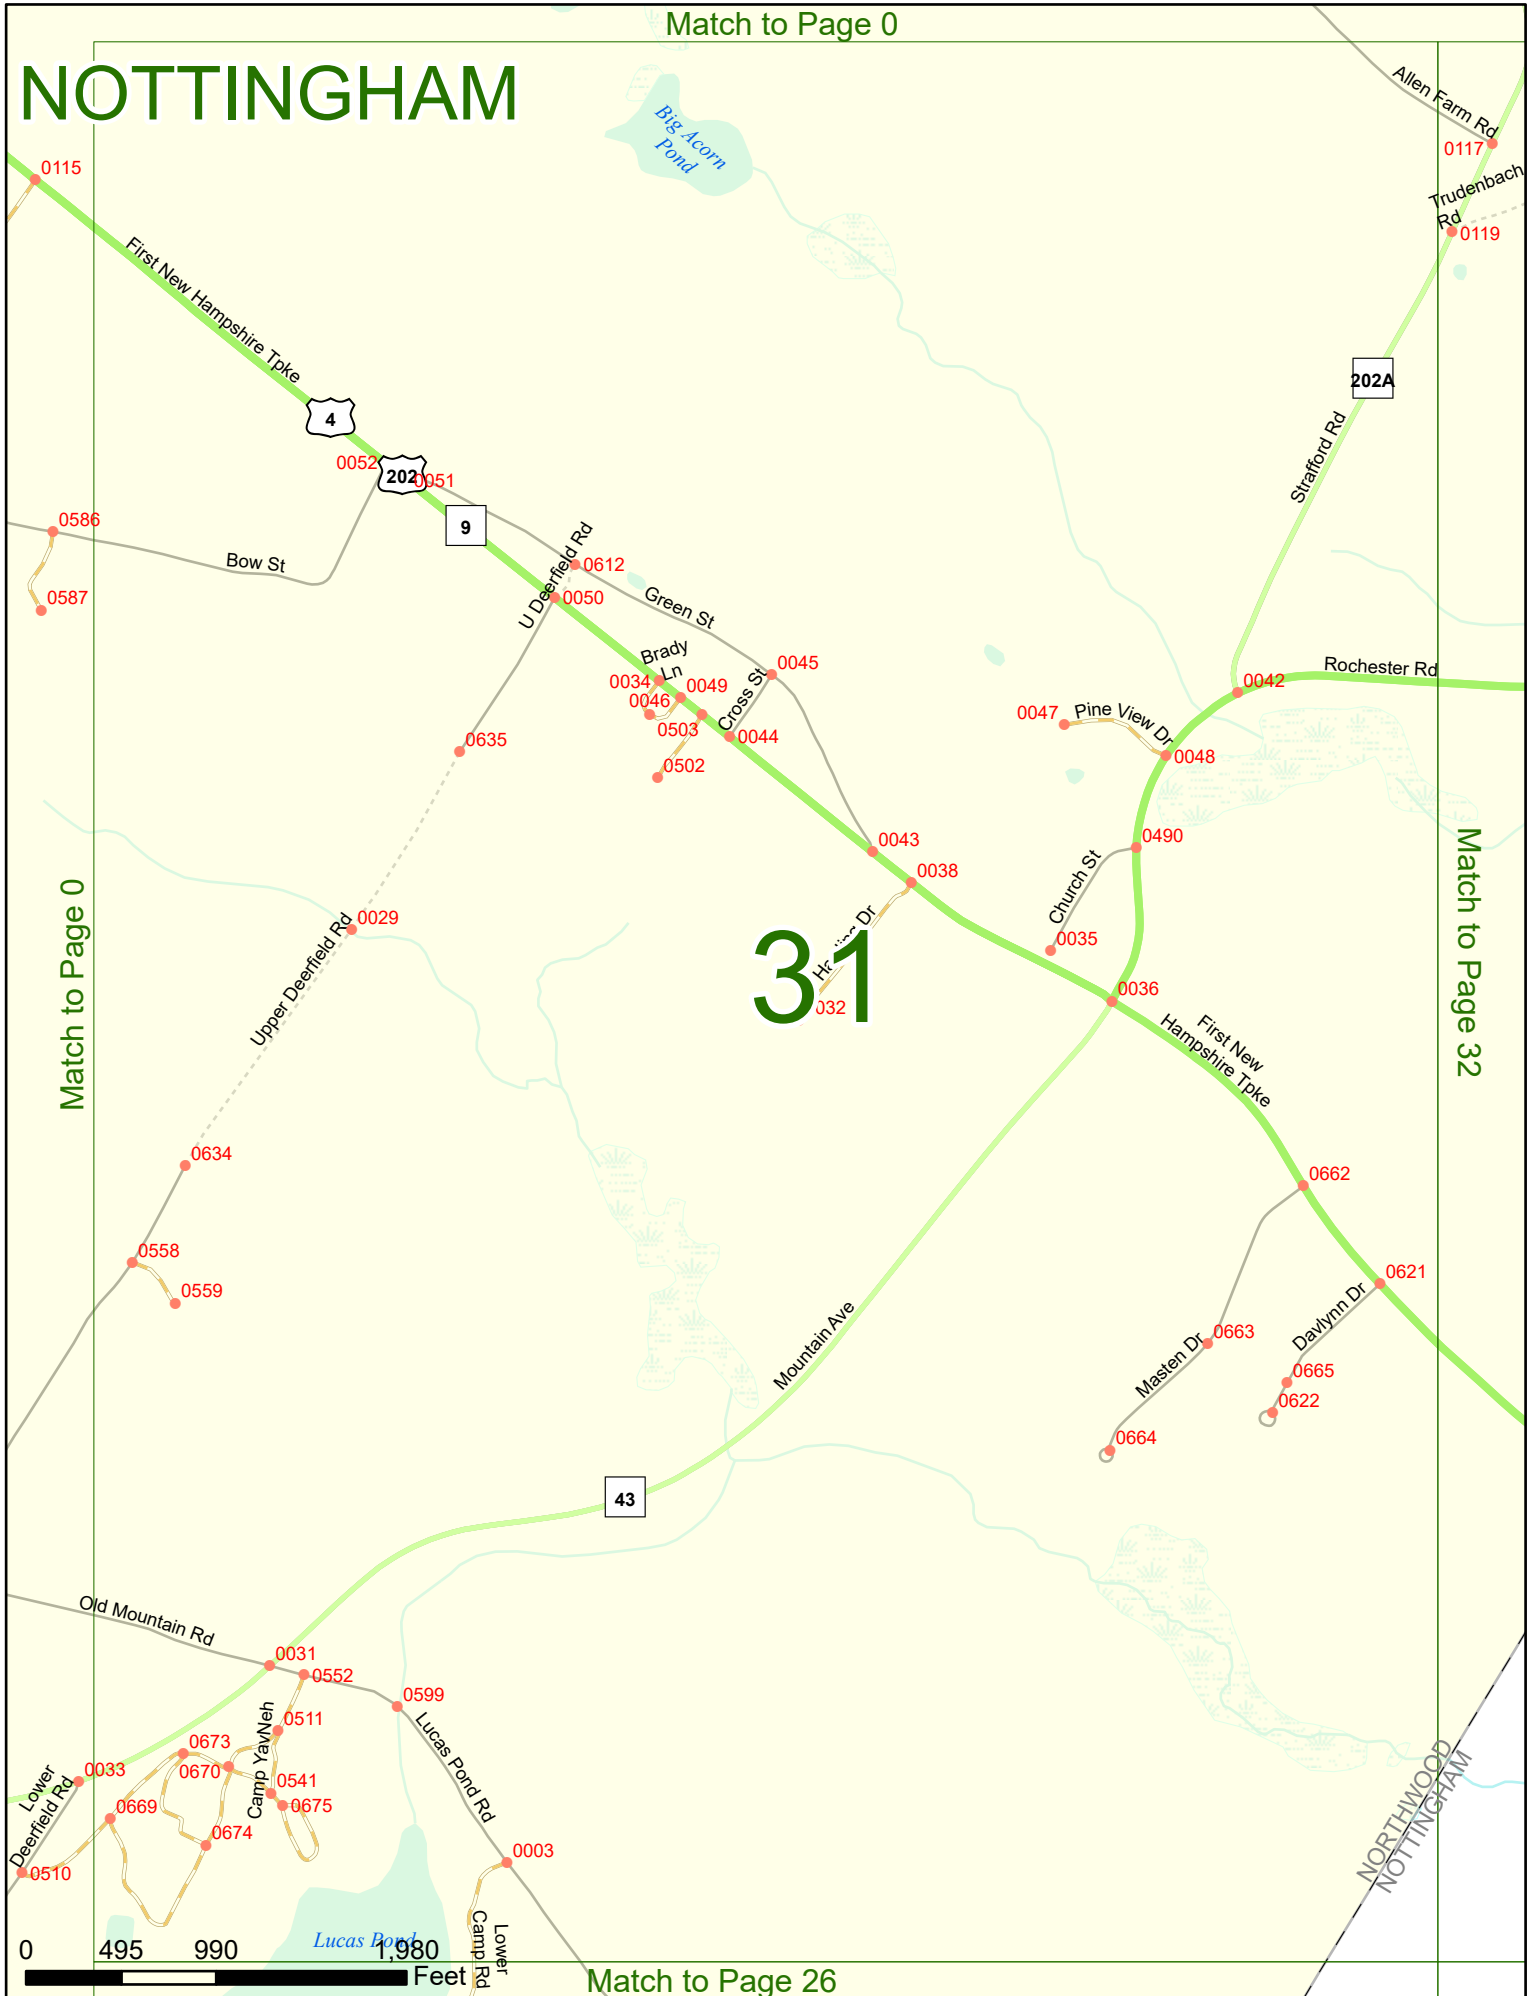 Match to Page 0
NOTTINGHAM
Allen Farm Rd
0117
Big Acorn
Pond
0115
Trudenbach
Rd
0119
First New Hampshire Tpke
4
202A
Strafford Rd
0052
202
0051
9
0586
Bow St
0587
U Deerfield Rd
0612
0050
Green St
Brady
Ln
0034
0049
0046
0503
Cross St
0045
0044
0502
0635
0042
Rochester Rd
0047
Pine View Dr
0048
0043
0038
0490
Church St
0035
0036
Match to Page 0
Match to Page 32
0029
Upper Deerfield Rd
31
Dr
032
First New
Hampshire Tpke
0634
0558
0559
0662
0621
Davlynn Dr
0663
Masten Dr
0665
0622
0664
Mountain Ave
43
Old Mountain Rd
0031
0552
0599
0511
Camp YavNeh
0673
0670
0033
Lower
Deerfield Rd
0541
0675
0669
0674
0510
Lucas Pond Rd
0003
Lower
Camp Rd
Lucas Pond
NORTHWOOD
NOTTINGHAM
0 495 990 1,980
Feet
Match to Page 26